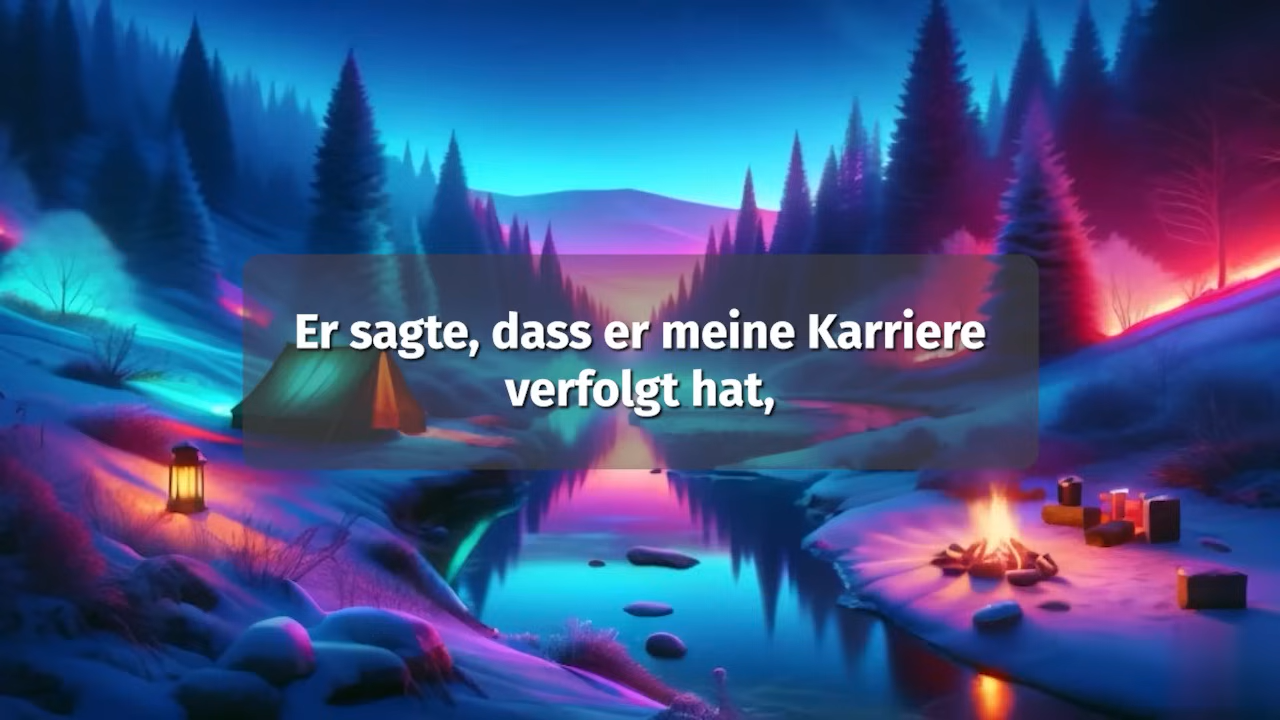 Er sagte, dass er meine Karriere
verfolgt hat,